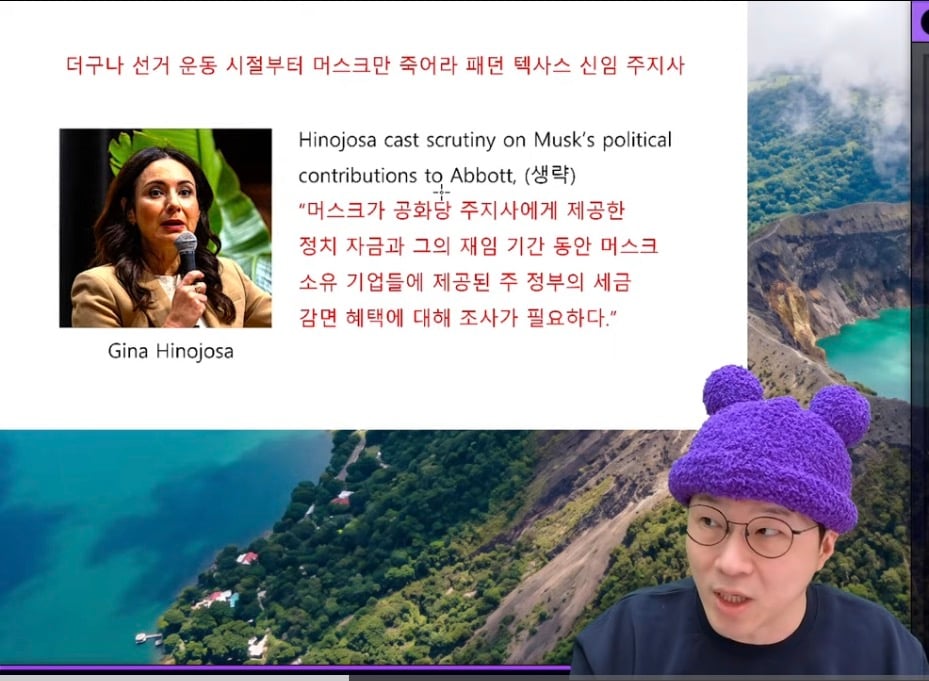 더구나 선거 운동 시절부터 머스크만 죽어라 패던 텍사스 신임 주지사
Hinojosa cast scrutiny on Musk’s political
contributions to Abbott, (생략)
“머스크가 공화당 주지사에게 제공한
정치 자금과 그의 재임 기간 동안 머스크
소유 기업들에 제공된 주 정부의 세금
감면 혜택에 대해 조사가 필요하다.”
Gina Hinojosa